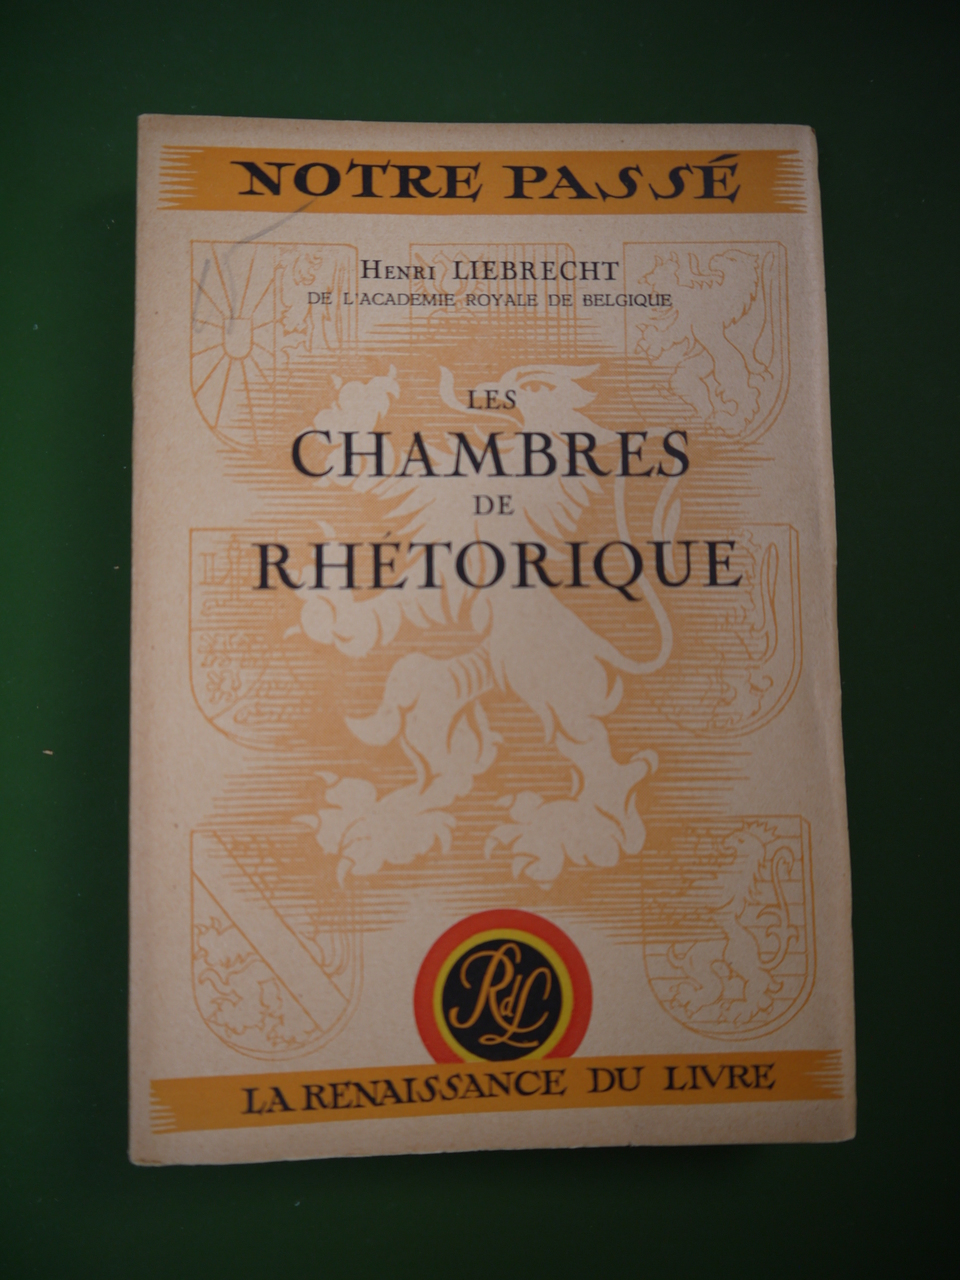 NOTRE PASSÉ
HENRI LIEBRECHT
DE L'ACADEMIE ROYALE DE BELGIQUE
LES
CHAMBRES
DE
RHÉTORIQUE
RdL
LA RENAISSANCE DU LIVRE